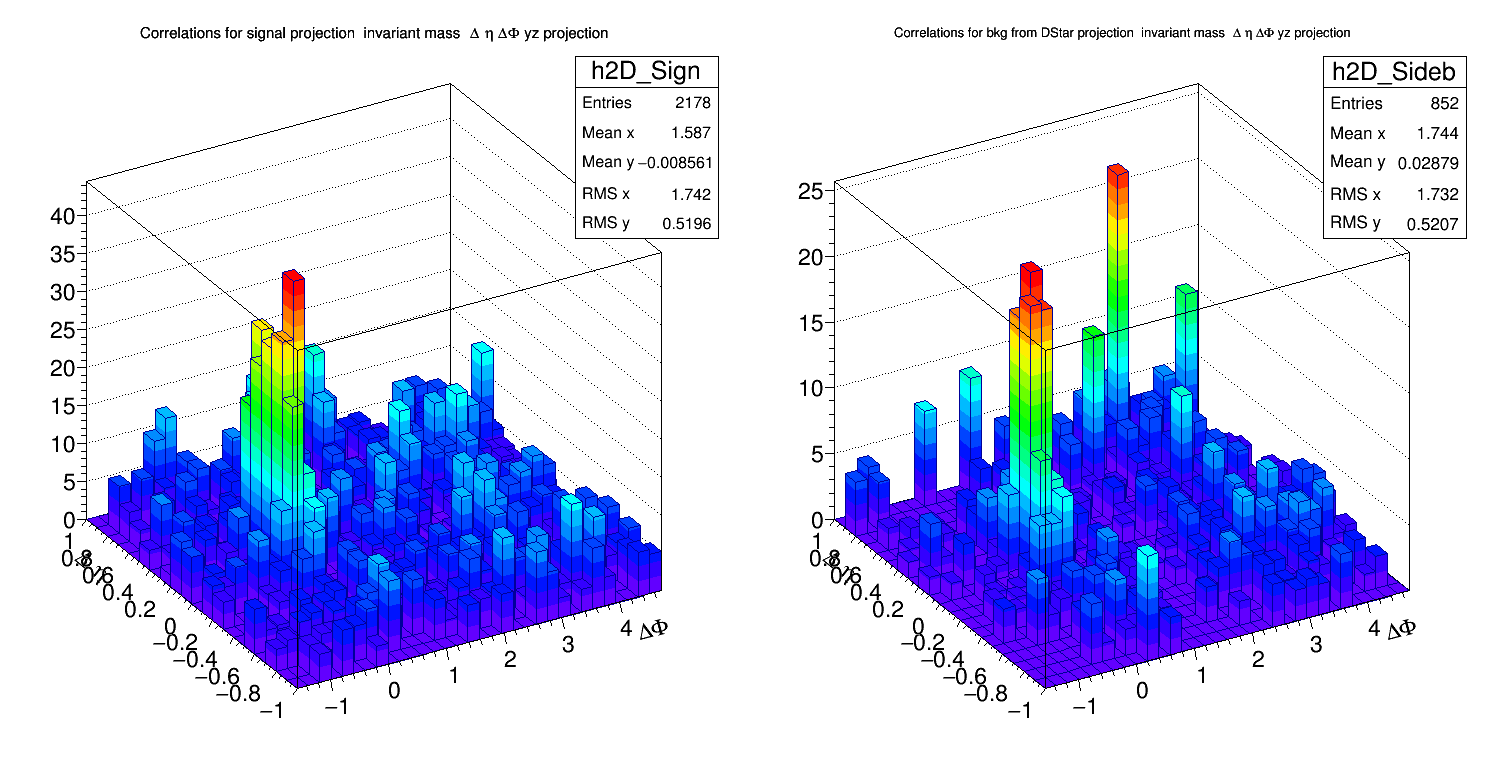 Correlations for signal projection  invariant mass  Δ η ΔΦ yz projection
h2D_Sign
Entries 2178
Mean x 1.587
Mean y −0.008561
RMS x 1.742
RMS y 0.5196
40
35
30
25
20
15
10
5
0
1
0.8
0.6
0.4
0.2
0
−0.2
−0.4
−0.6
−0.8
−1
Δ η
−1
0
1
2
3
4
ΔΦ
Correlations for bkg from DStar projection  invariant mass  Δ η ΔΦ yz projection
h2D_Sideb
Entries 852
Mean x 1.744
Mean y 0.02879
RMS x 1.732
RMS y 0.5207
25
20
15
10
5
0
1
0.8
0.6
0.4
0.2
0
−0.2
−0.4
−0.6
−0.8
−1
Δ η
−1
0
1
2
3
4
ΔΦ